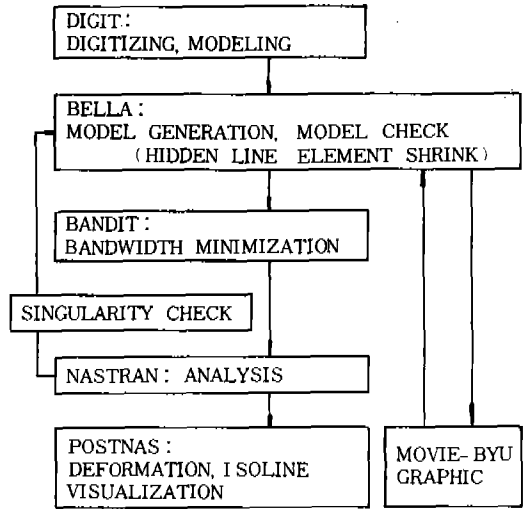 DIGIT:
DIGITIZING, MODELING
BELLA:
MODEL GENERATION, MODEL CHECK
(HIDDEN LINE ELEMENT SHRINK)
BANDIT:
BANDWIDTH MINIMIZATION
SINGULARITY CHECK
NASTRAN: ANALYSIS
POSTNAS:
DEFORMATION, ISOLINE
VISUALIZATION
MOVIE-BYU
GRAPHIC